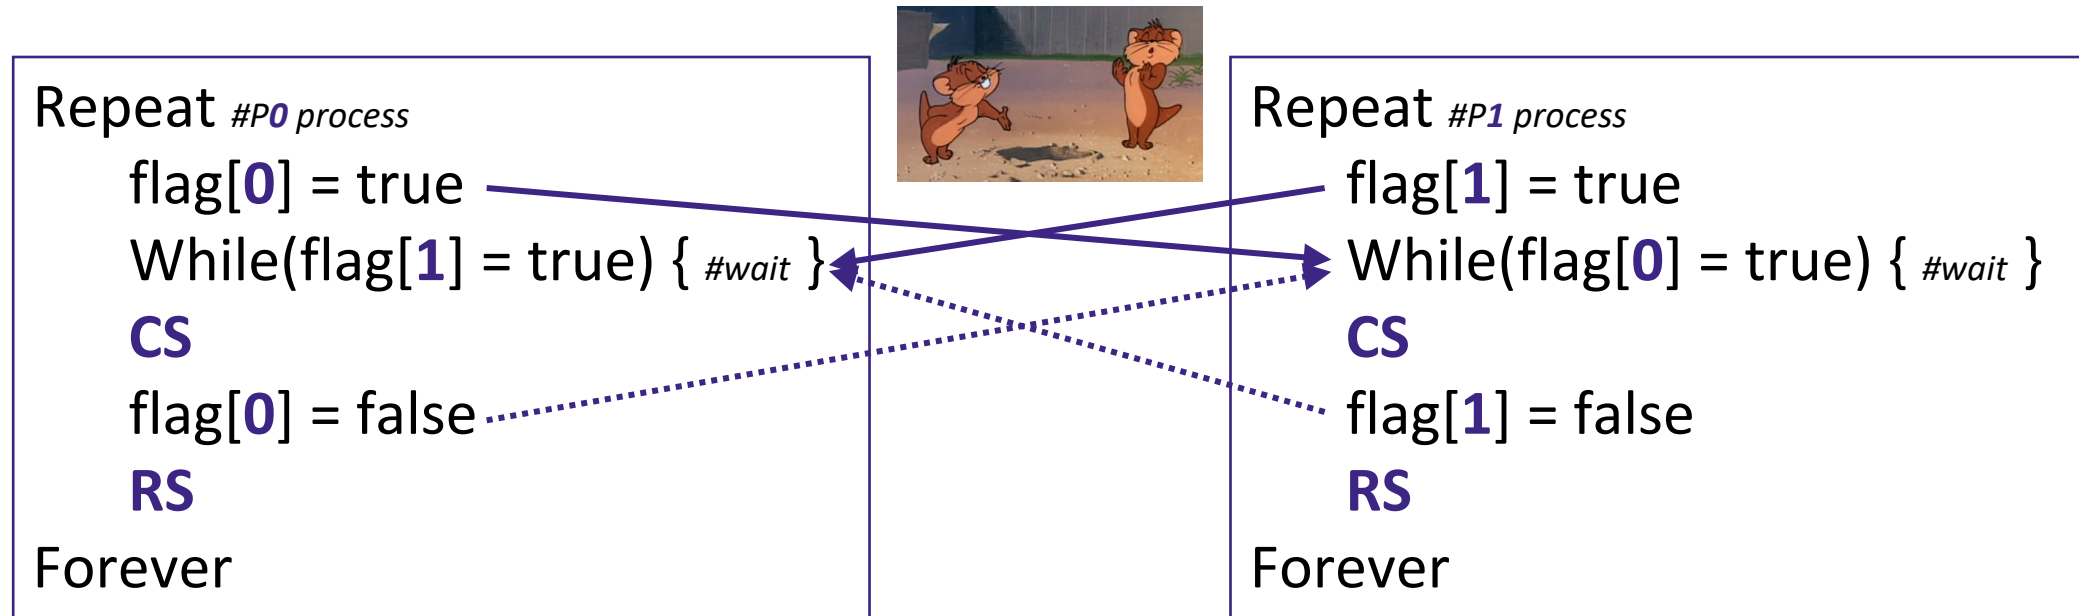 Repeat #P0 process
flag[0] = true
While(flag[1] = true) { #wait }
CS
flag[0] = false
RS
Forever
Repeat #P1 process
flag[1] = true
While(flag[0] = true) { #wait }
CS
flag[1] = false
RS
Forever